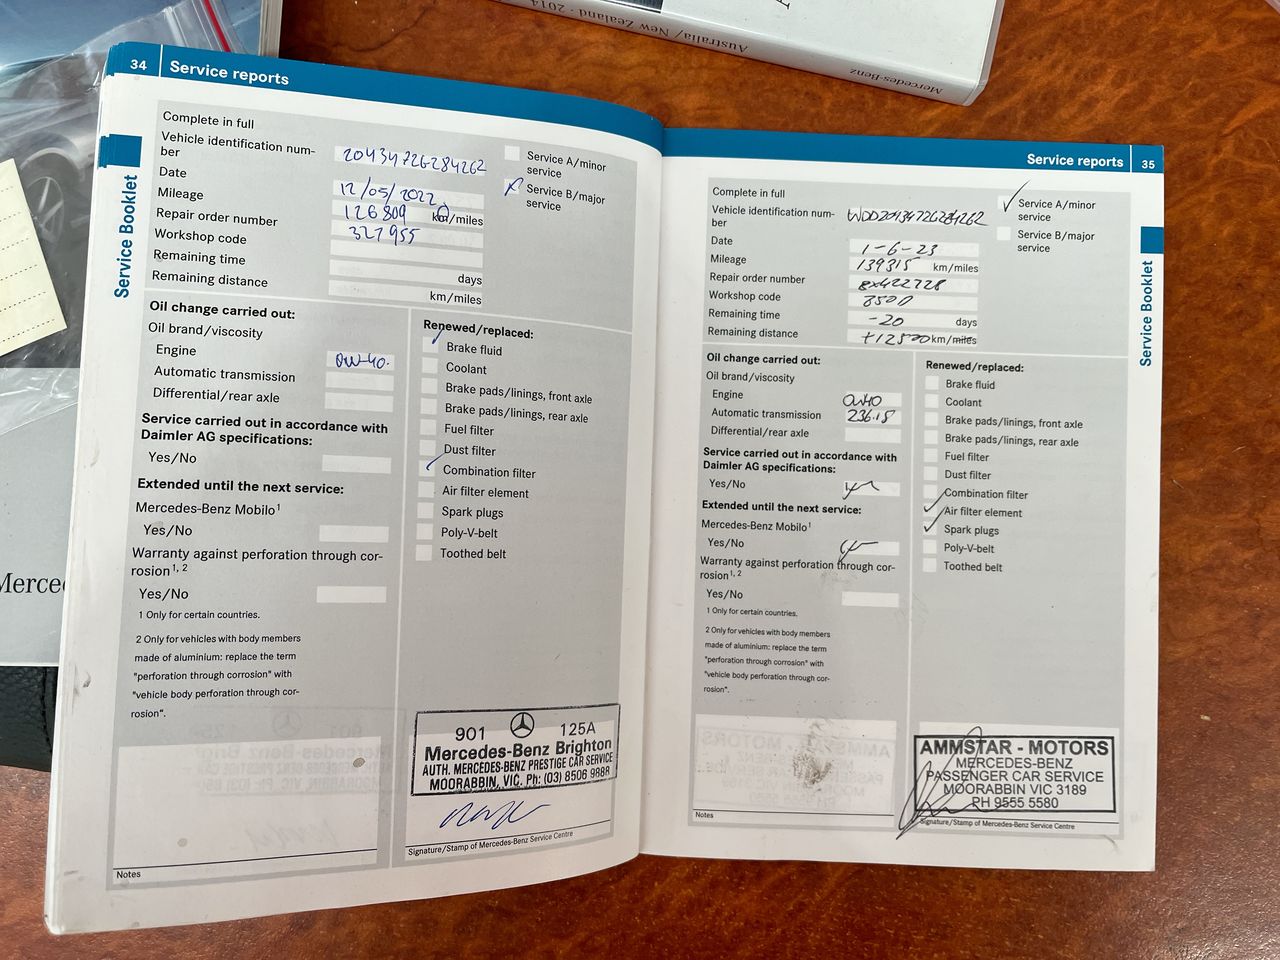 Australia/New Zealand · 2014
Mercedes-Benz
Merce
34 Service reports
Service Booklet
Complete in full
Vehicle identification num-
ber
20434726284262
Date
12/05/2022
Mileage
126809 km/miles
Repair order number
327955
Workshop code
Remaining time
days
Remaining distance
km/miles
Service A/minor
service
Service B/major
service
Oil change carried out:
Oil brand/viscosity
Engine
0W-40.
Automatic transmission
Differential/rear axle
Service carried out in accordance with
Daimler AG specifications:
Yes/No
Extended until the next service:
Mercedes-Benz Mobilo1
Yes/No
Warranty against perforation through cor-
rosion1, 2
Yes/No
1 Only for certain countries.
2 Only for vehicles with body members
made of aluminium: replace the term
"perforation through corrosion" with
"vehicle body perforation through cor-
rosion".
Renewed/replaced:
Brake fluid
Coolant
Brake pads/linings, front axle
Brake pads/linings, rear axle
Fuel filter
Dust filter
Combination filter
Air filter element
Spark plugs
Poly-V-belt
Toothed belt
901 125A
Mercedes-Benz Brighton
AUTH. MERCEDES-BENZ PRESTIGE CAR SERVICE
MOORABBIN, VIC. Ph: (03) 8506 9888
Signature/Stamp of Mercedes-Benz Service Centre
Notes
Service reports 35
Service Booklet
Complete in full
Vehicle identification num-
ber
WDD20434726284262
Date
1-6-23
Mileage
139315 km/miles
Repair order number
Workshop code
Remaining time
-20 days
Remaining distance
+12500 km/miles
Service A/minor
service
Service B/major
service
Oil change carried out:
Oil brand/viscosity
Engine
0W40
Automatic transmission
236.15
Differential/rear axle
Service carried out in accordance with
Daimler AG specifications:
Yes/No
Extended until the next service:
Mercedes-Benz Mobilo1
Yes/No
Warranty against perforation through cor-
rosion1, 2
Yes/No
1 Only for certain countries.
2 Only for vehicles with body members
made of aluminium: replace the term
"perforation through corrosion" with
"vehicle body perforation through cor-
rosion".
Renewed/replaced:
Brake fluid
Coolant
Brake pads/linings, front axle
Brake pads/linings, rear axle
Fuel filter
Dust filter
Combination filter
Air filter element
Spark plugs
Poly-V-belt
Toothed belt
AMMSTAR - MOTORS
MERCEDES-BENZ
PASSENGER CAR SERVICE
MOORABBIN VIC 3189
PH 9555 5580
Signature/Stamp of Mercedes-Benz Service Centre
Notes